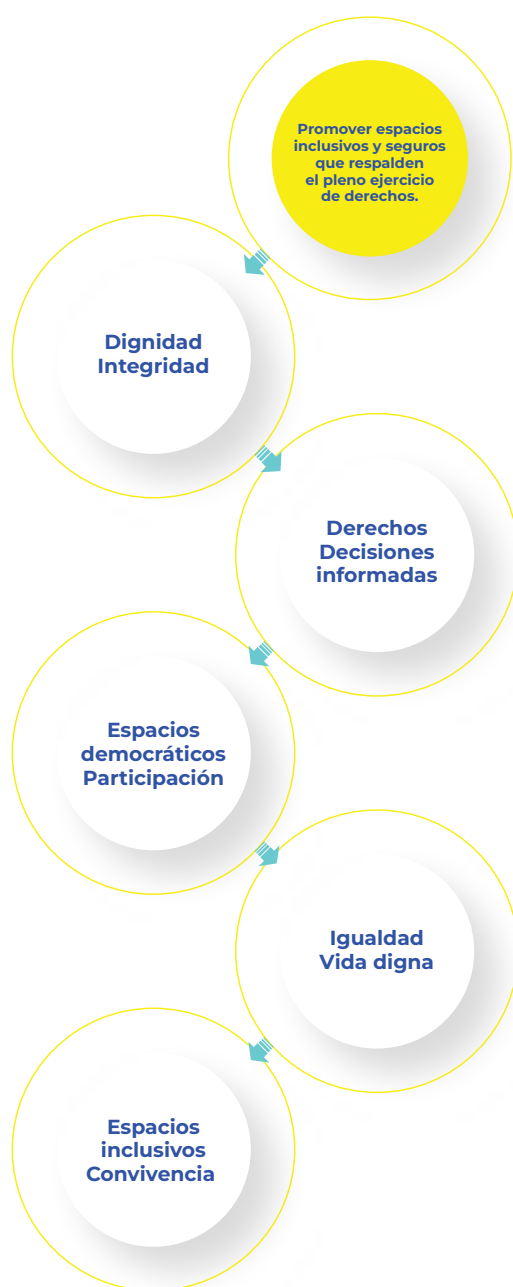 Promover espacios
inclusivos y seguros
que respalden
el pleno ejercicio
de derechos.
Dignidad
Integridad
Derechos
Decisiones
informadas
Espacios
democráticos
Participación
Igualdad
Vida digna
Espacios
inclusivos
Convivencia